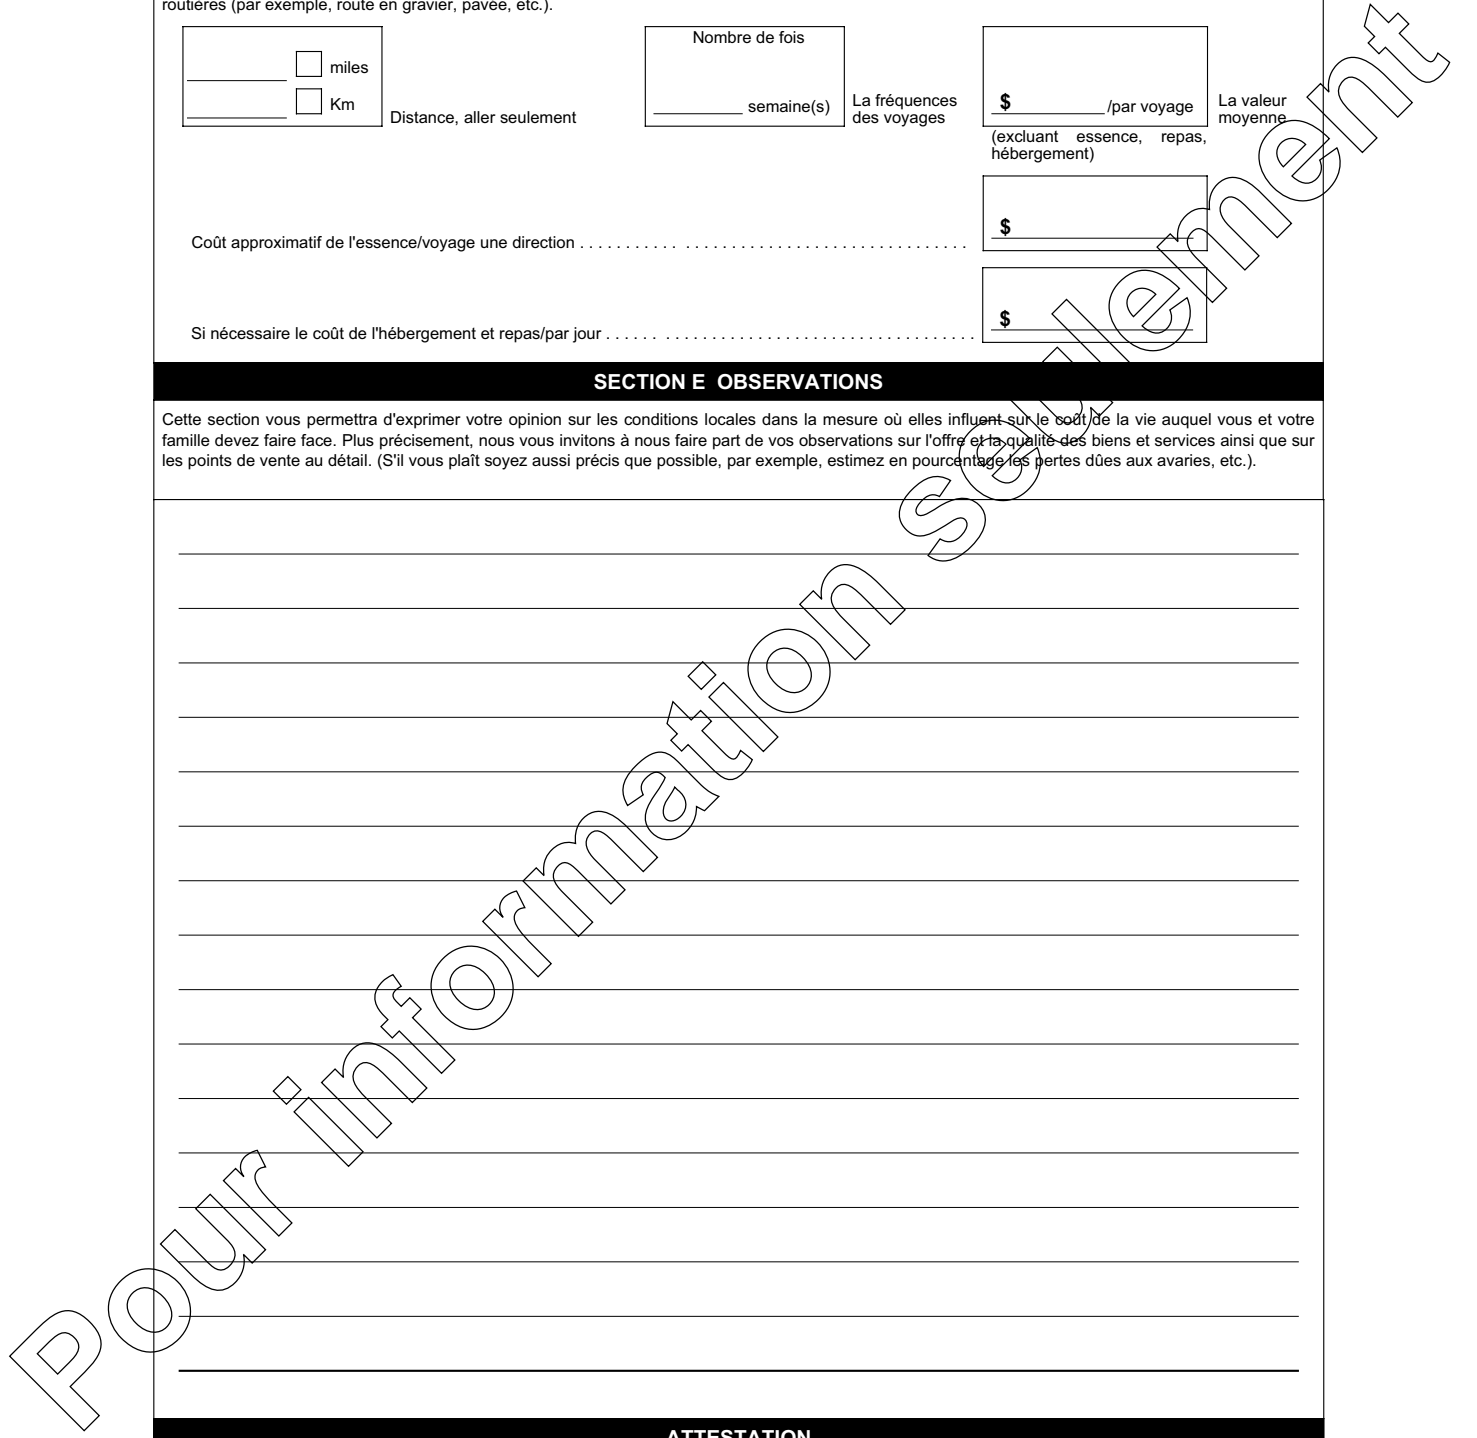 routières (par exemple, route en gravier, pavée, etc.).
miles
Km
Distance, aller seulement
Nombre de fois
semaine(s)
La fréquences
des voyages
$ /par voyage
(excluant essence, repas,
hébergement)
La valeur
moyenne
Coût approximatif de l'essence/voyage une direction . . . . . . . . . . . . . . . . . . . . . . . . . . . . . . . . . . . . . . . . . . $
Si nécessaire le coût de l'hébergement et repas/par jour . . . . . . . . . . . . . . . . . . . . . . . . . . . . . . . . . . . . . . . . $
SECTION E OBSERVATIONS
Cette section vous permettra d'exprimer votre opinion sur les conditions locales dans la mesure où elles influent sur le coût de la vie auquel vous et votre
famille devez faire face. Plus précisement, nous vous invitons à nous faire part de vos observations sur l'offre et la qualité des biens et services ainsi que sur
les points de vente au détail. (S'il vous plaît soyez aussi précis que possible, par exemple, estimez en pourcentage les pertes dûes aux avaries, etc.).
Pour information seulement
ATTESTATION